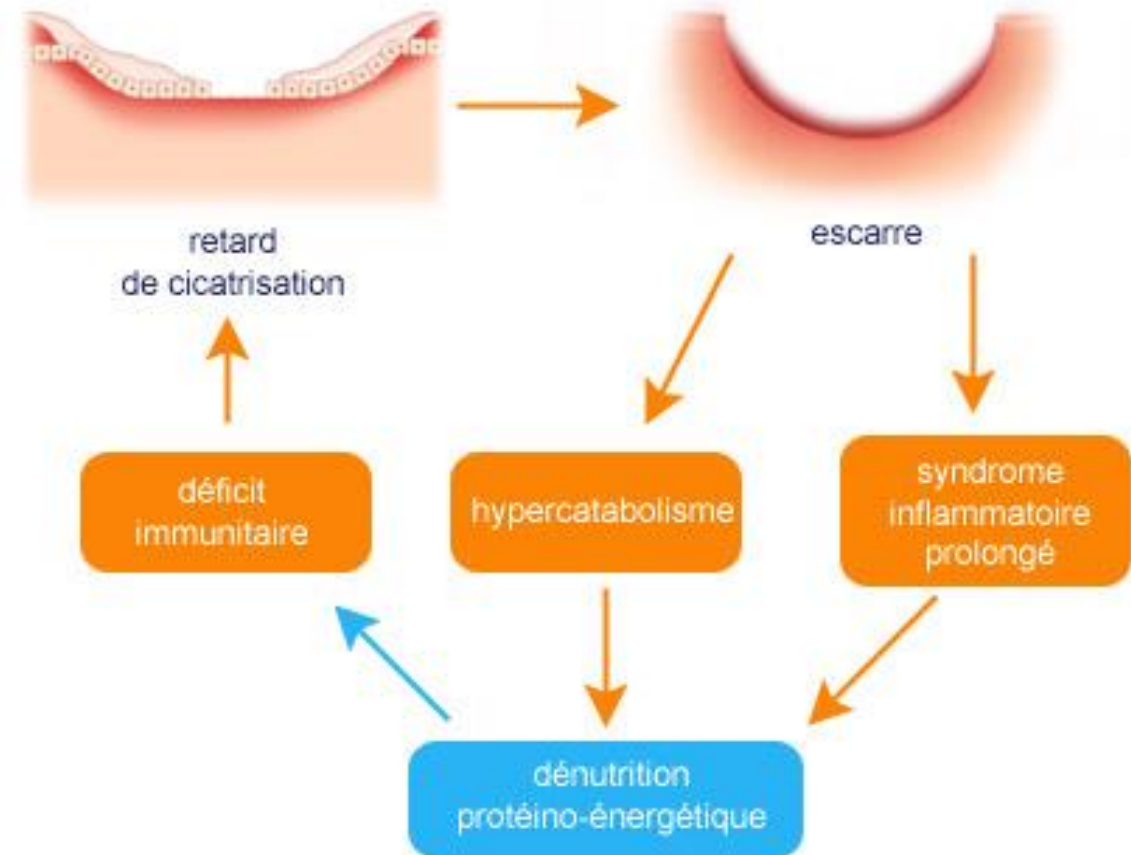 retard
de cicatrisation
escarre
déficit
immunitaire
hypercatabolisme
syndrome
inflammatoire
prolongé
dénutrition
protéino-énergétique